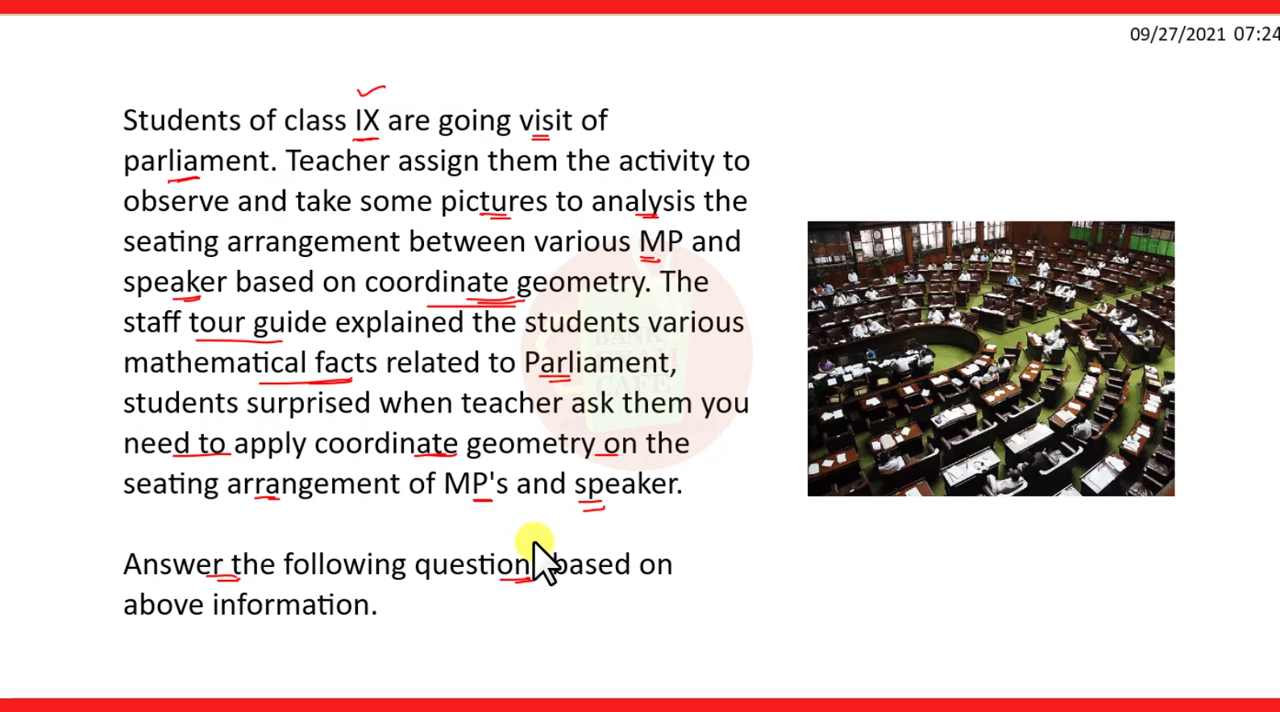 09/27/2021 07:24
Students of class IX are going visit of
parliament. Teacher assign them the activity to
observe and take some pictures to analysis the
seating arrangement between various MP and
speaker based on coordinate geometry. The
staff tour guide explained the students various
mathematical facts related to Parliament,
students surprised when teacher ask them you
need to apply coordinate geometry on the
seating arrangement of MP's and speaker.
Answer the following question based on
above information.